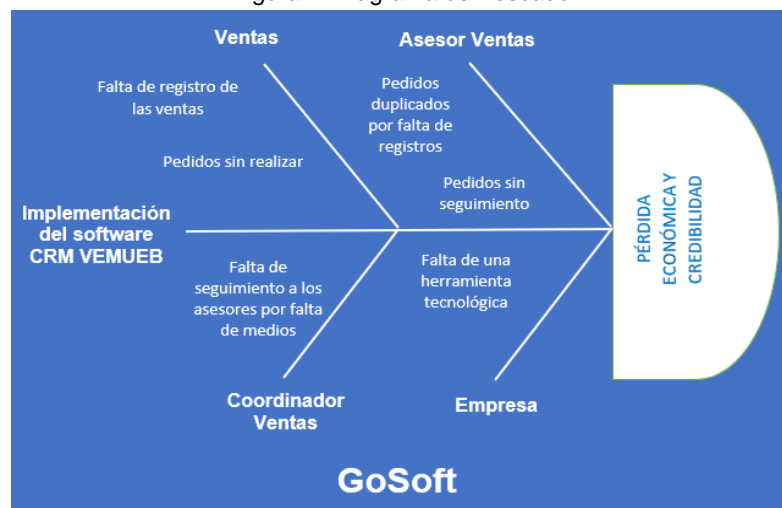 Ventas
Asesor Ventas
Falta de registro de
las ventas
Pedidos
duplicados
por falta de
registros
Pedidos sin realizar
Pedidos sin
seguimiento
Implementación
del software
CRM VEMUEB
PÉRDIDA
ECONÓMICA Y
CREDIBILIDAD
Falta de
seguimiento a los
asesores por falta
de medios
Falta de una
herramienta
tecnológica
Coordinador
Ventas
Empresa
GoSoft